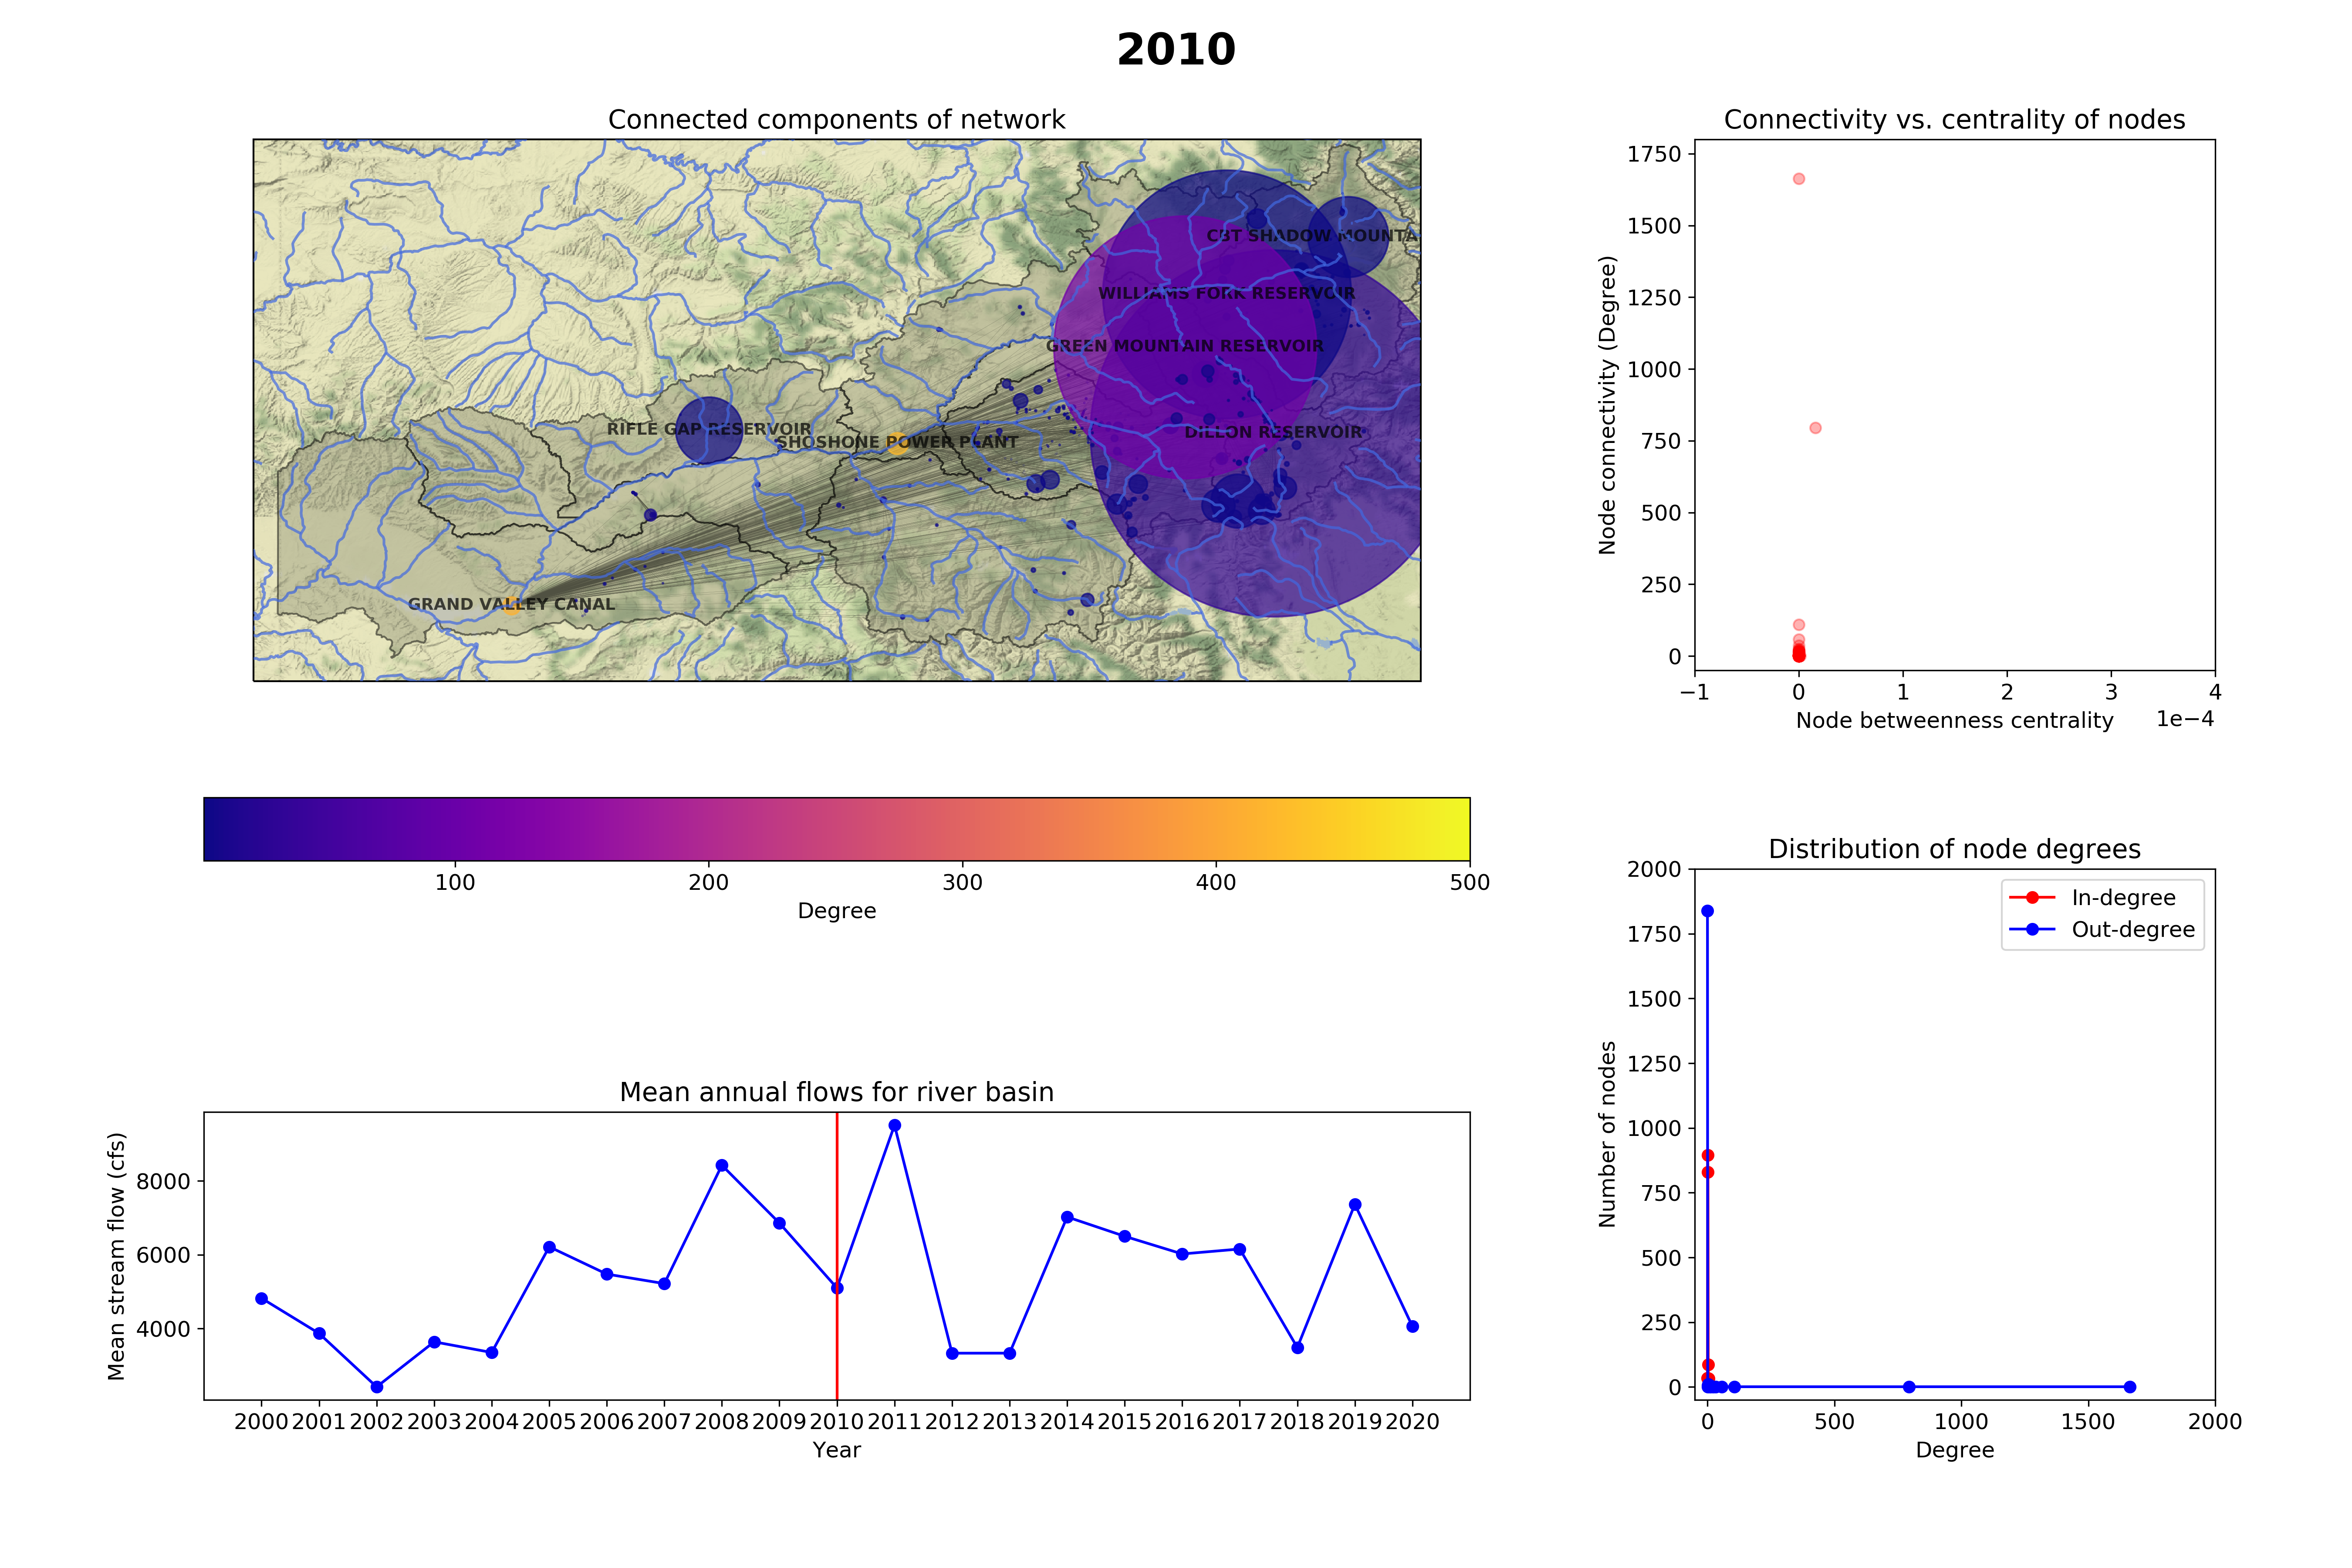 2010
Connected components of network
CBT SHADOW MOUNTA
WILLIAMS FORK RESERVOIR
GREEN MOUNTAIN RESERVOIR
RIFLE GAP RESERVOIR
DILLON RESERVOIR
SHOSHONE POWER PLANT
GRAND VALLEY CANAL
100 200 300 400 500
Degree
Mean annual flows for river basin
Mean stream flow (cfs)
8000
6000
4000
2000 2001 2002 2003 2004 2005 2006 2007 2008 2009 2010 2011 2012 2013 2014 2015 2016 2017 2018 2019 2020
Year
Connectivity vs. centrality of nodes
Node connectivity (Degree)
1750
1500
1250
1000
750
500
250
0
−1 0 1 2 3 4
Node betweenness centrality
1e−4
Distribution of node degrees
In-degree
Out-degree
Number of nodes
2000
1750
1500
1250
1000
750
500
250
0
0 500 1000 1500 2000
Degree